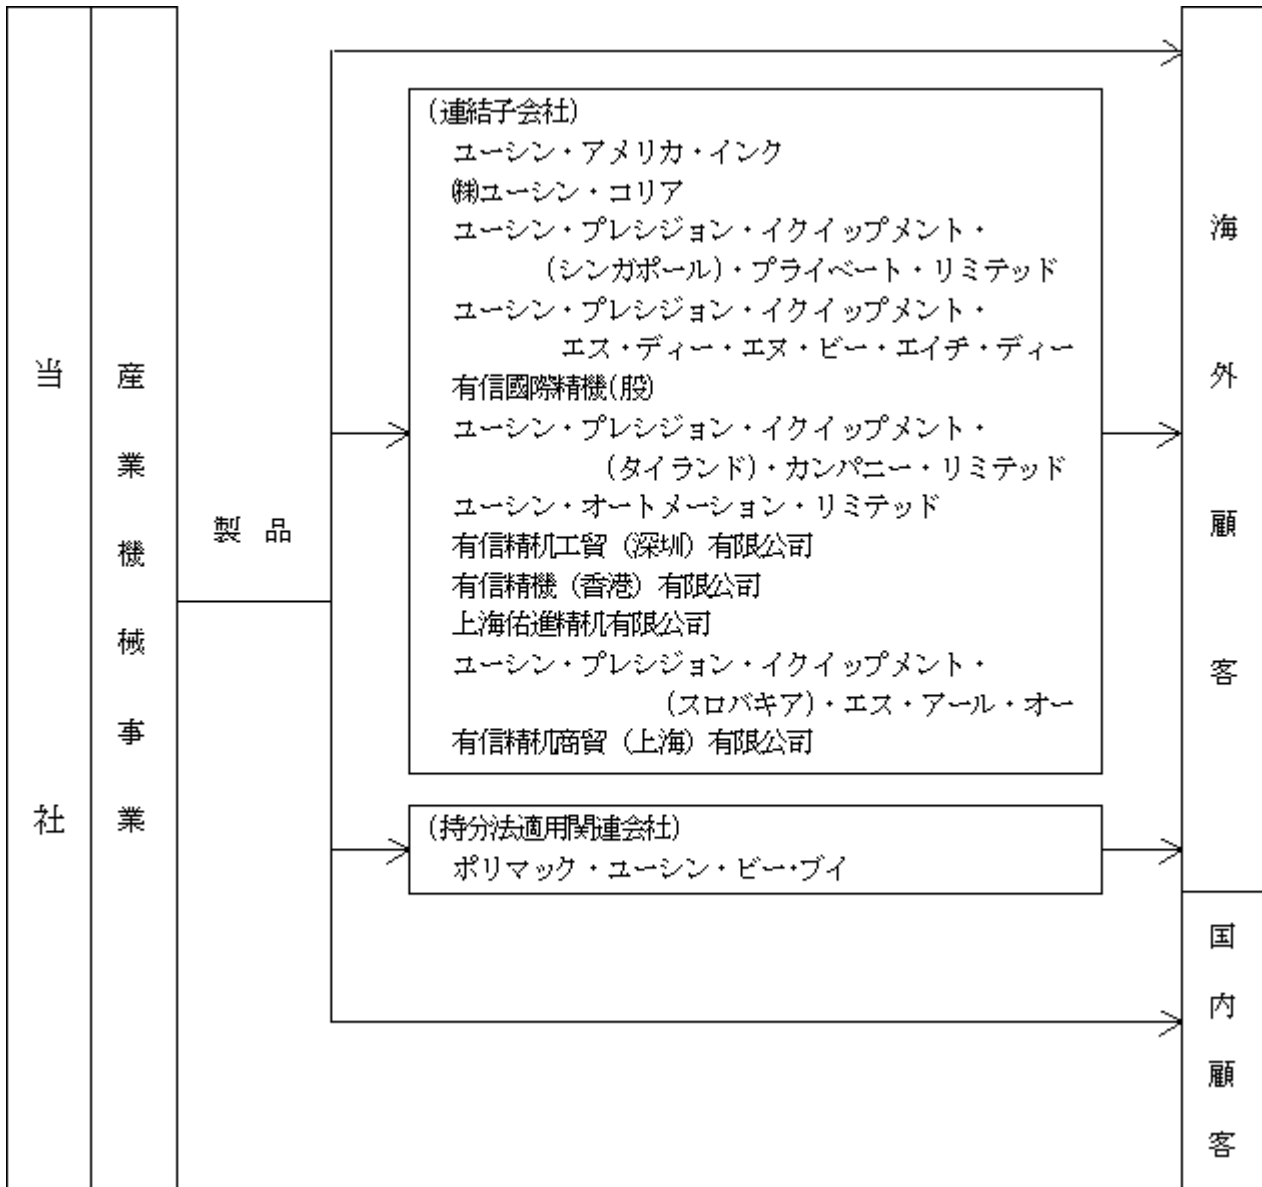 当社
産業機械事業
製品
(連結子会社)
ユーシン・アメリカ・インク
㈱ユーシン・コリア
ユーシン・プレシジョン・イクイップメント・
(シンガポール)・プライベート・リミテッド
ユーシン・プレシジョン・イクイップメント・
エス・ディー・エヌ・ビー・エイチ・ディー
有信國際精機(股)
ユーシン・プレシジョン・イクイップメント・
(タイランド)・カンパニー・リミテッド
ユーシン・オートメーション・リミテッド
有信精机工貿(深圳)有限公司
有信精機(香港)有限公司
上海佑進精机有限公司
ユーシン・プレシジョン・イクイップメント・
(スロバキア)・エス・アール・オー
有信精机商貿(上海)有限公司
(持分法適用関連会社)
ポリマック・ユーシン・ビー・ブイ
海外顧客
国内顧客